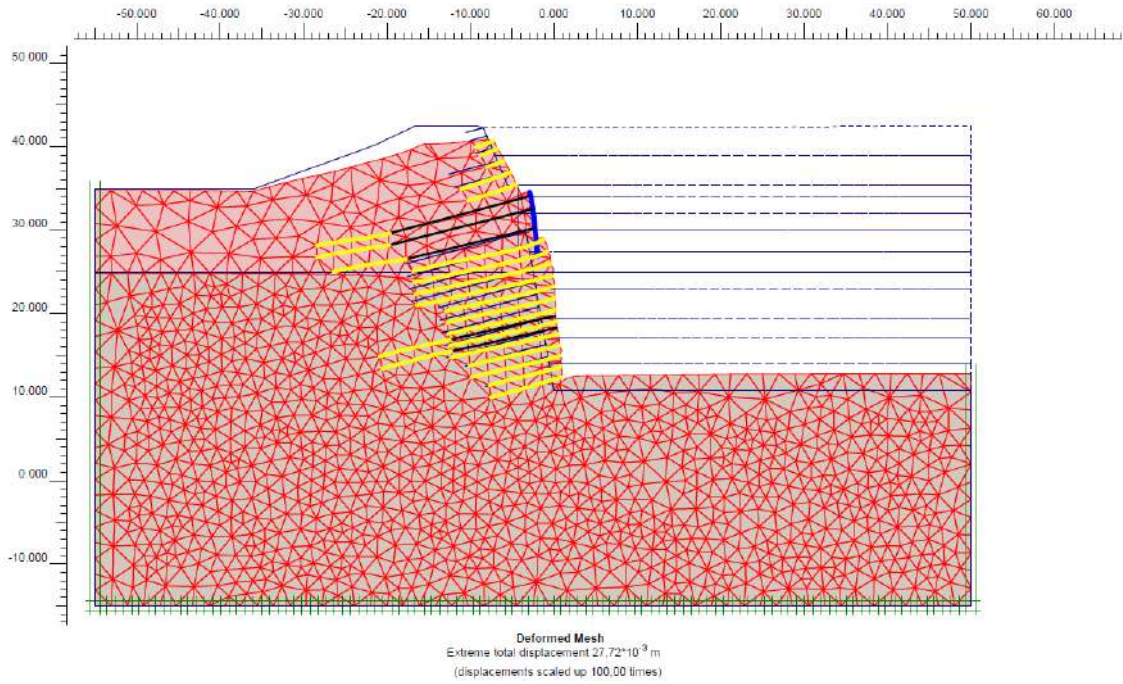 -50.000 -40.000 -30.000 -20.000 -10.000 0.000 10.000 20.000 30.000 40.000 50.000 60.000
50 000
40 000
30 000
20 000
10 000
0 000
-10 000
Deformed Mesh
Extreme total displacement 27,72*10-3 m
(displacements scaled up 100,00 times)